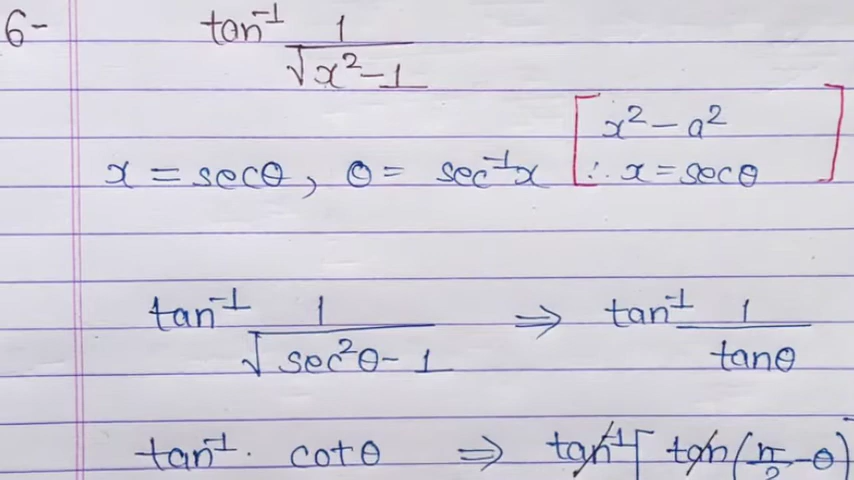 6- tan⁻¹ 1/√(x²-1)
[x² - a²
x = secθ, θ = sec⁻¹x ∴ x = secθ]
tan⁻¹ 1/√(sec²θ-1) ⇒ tan⁻¹ 1/tanθ
tan⁻¹· cotθ ⇒ tan⁻¹[tan(π/2-θ)